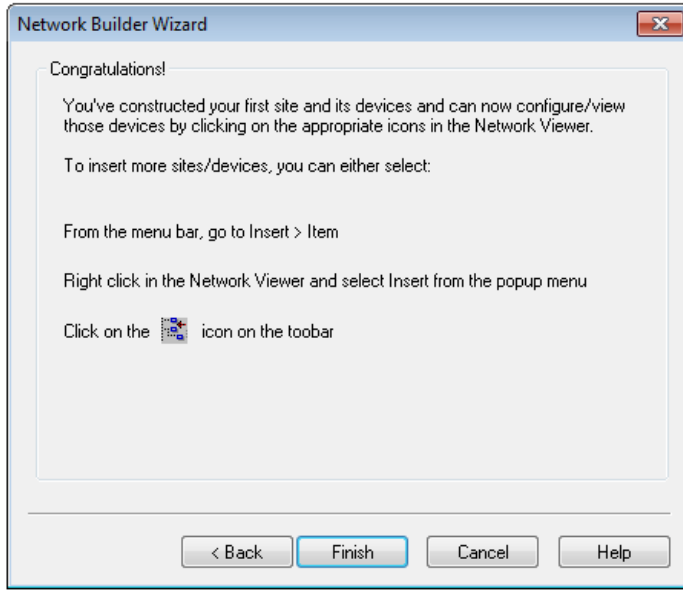 Network Builder Wizard
Congratulations!
You've constructed your first site and its devices and can now configure/view
those devices by clicking on the appropriate icons in the Network Viewer.
To insert more sites/devices, you can either select:
From the menu bar, go to Insert > Item
Right click in the Network Viewer and select Insert from the popup menu
Click on the icon on the toobar
< Back Finish Cancel Help